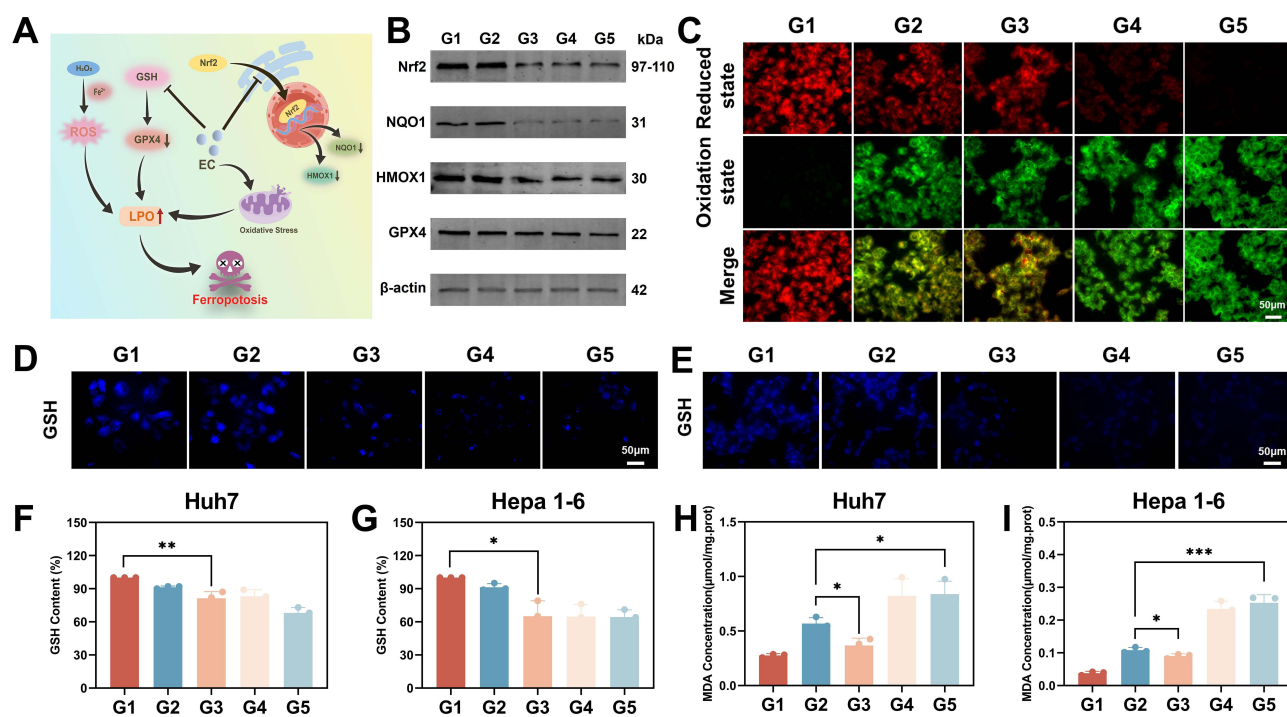 A
H₂O₂
Fe²⁺
ROS
GSH
GPX4
LPO
Nrf2
EC
Nrf2
NQO1
HMOX1
Oxidative Stress
Ferropotosis
B
G1 G2 G3 G4 G5 kDa
Nrf2 97-110
NQO1 31
HMOX1 30
GPX4 22
β-actin 42
C
G1 G2 G3 G4 G5
Reduced state
Oxidation state
Merge
50μm
D
G1 G2 G3 G4 G5
GSH
50μm
E
G1 G2 G3 G4 G5
GSH
50μm
F
Huh7
GSH Content (%)
150
120
90
60
30
0
**
G1 G2 G3 G4 G5
G
Hepa 1-6
GSH Content (%)
150
120
90
60
30
0
*
G1 G2 G3 G4 G5
H
Huh7
MDA Concentration(μmol/mg.prot)
1.5
1.0
0.5
0.0
*
*
G1 G2 G3 G4 G5
I
Hepa 1-6
MDA Concentration(μmol/mg.prot)
0.5
0.4
0.3
0.2
0.1
0.0
***
*
G1 G2 G3 G4 G5